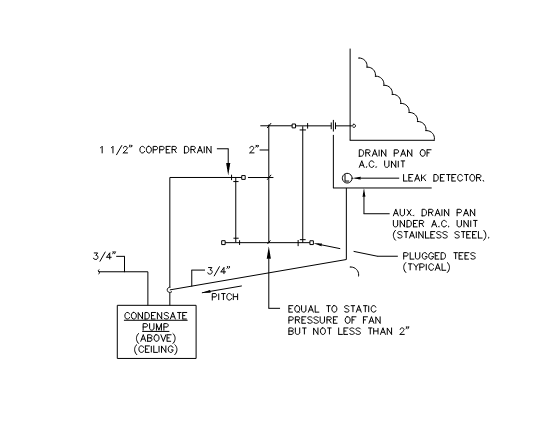 1 1/2" COPPER DRAIN
2"
DRAIN PAN OF
A.C. UNIT
L
LEAK DETECTOR.
AUX. DRAIN PAN
UNDER A.C. UNIT
(STAINLESS STEEL).
3/4"
3/4"
PLUGGED TEES
(TYPICAL)
PITCH
EQUAL TO STATIC
PRESSURE OF FAN
BUT NOT LESS THAN 2"
CONDENSATE
PUMP
(ABOVE)
(CEILING)